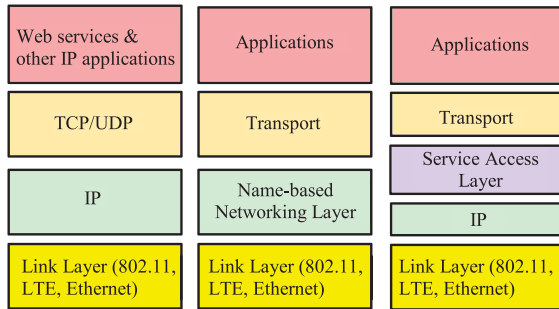 Web services &
other IP applications
TCP/UDP
IP
Link Layer (802.11,
LTE, Ethernet)
Applications
Transport
Name-based
Networking Layer
Link Layer (802.11,
LTE, Ethernet)
Applications
Transport
Service Access
Layer
IP
Link Layer (802.11,
LTE, Ethernet)